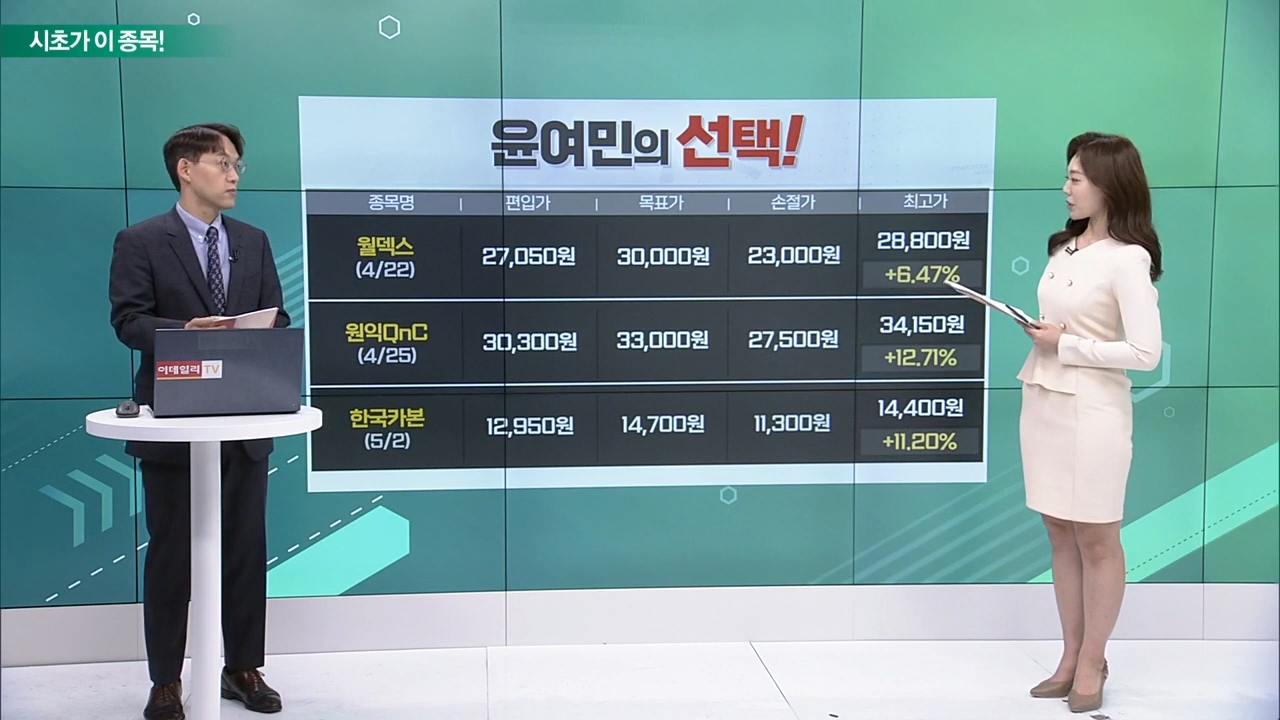 시초가 이 종목!
윤여민의 선택!
종목명 | 편입가 | 목표가 | 손절가 | 최고가
월덱스 (4/22) 27,050원 30,000원 23,000원 28,800원 +6.47%
원익QnC (4/25) 30,300원 33,000원 27,500원 34,150원 +12.71%
한국카본 (5/2) 12,950원 14,700원 11,300원 14,400원 +11.20%
이데일리 TV